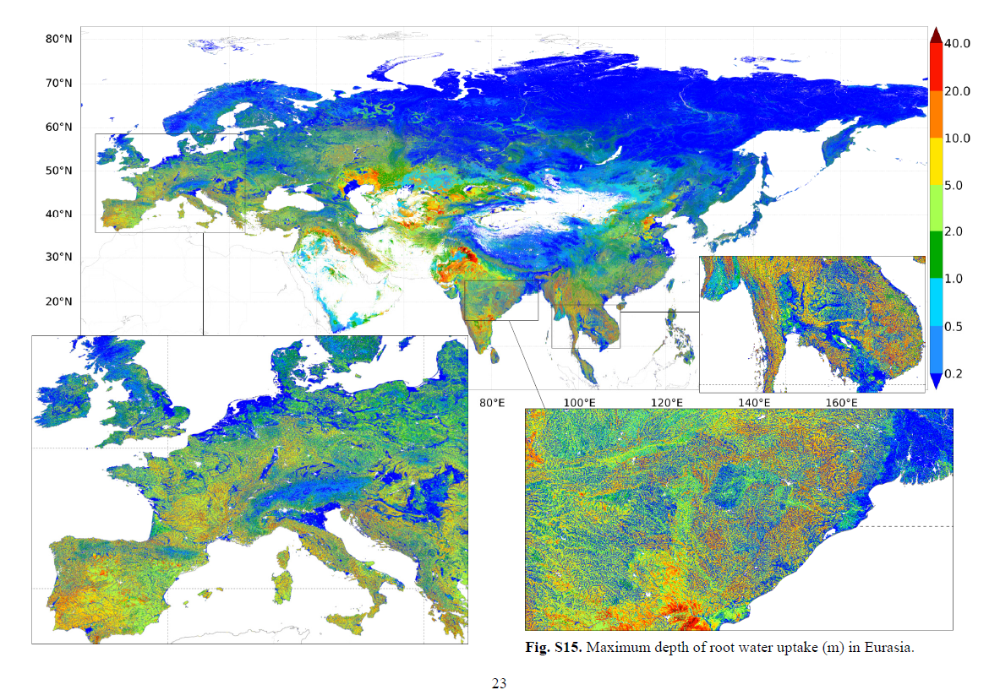 80°N
70°N
60°N
50°N
40°N
30°N
20°N
40.0
20.0
10.0
5.0
2.0
1.0
0.5
0.2
80°E
100°E
120°E
140°E
160°E
Fig. S15. Maximum depth of root water uptake (m) in Eurasia.
23